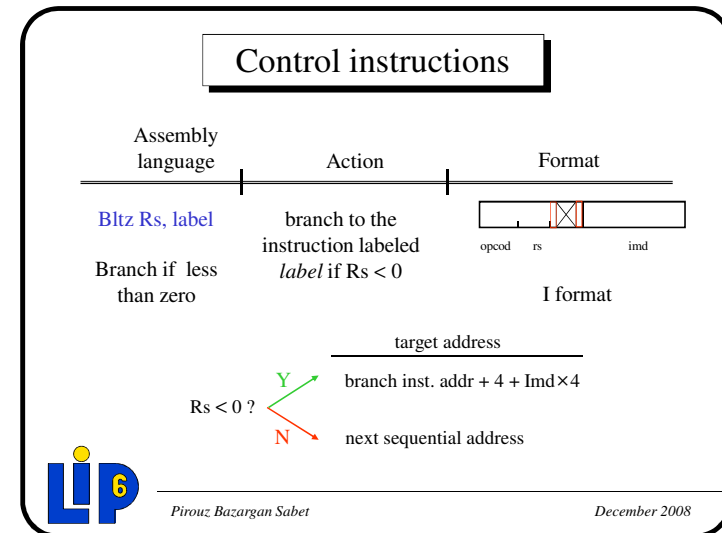 Control instructions
Assembly
language
Action
Format
Bltz Rs, label
branch to the
instruction labeled
label if Rs < 0
opcod rs imd
Branch if less
than zero
I format
target address
Y
branch inst. addr + 4 + Imd×4
Rs < 0 ?
N
next sequential address
LIP6
Pirouz Bazargan Sabet
December 2008